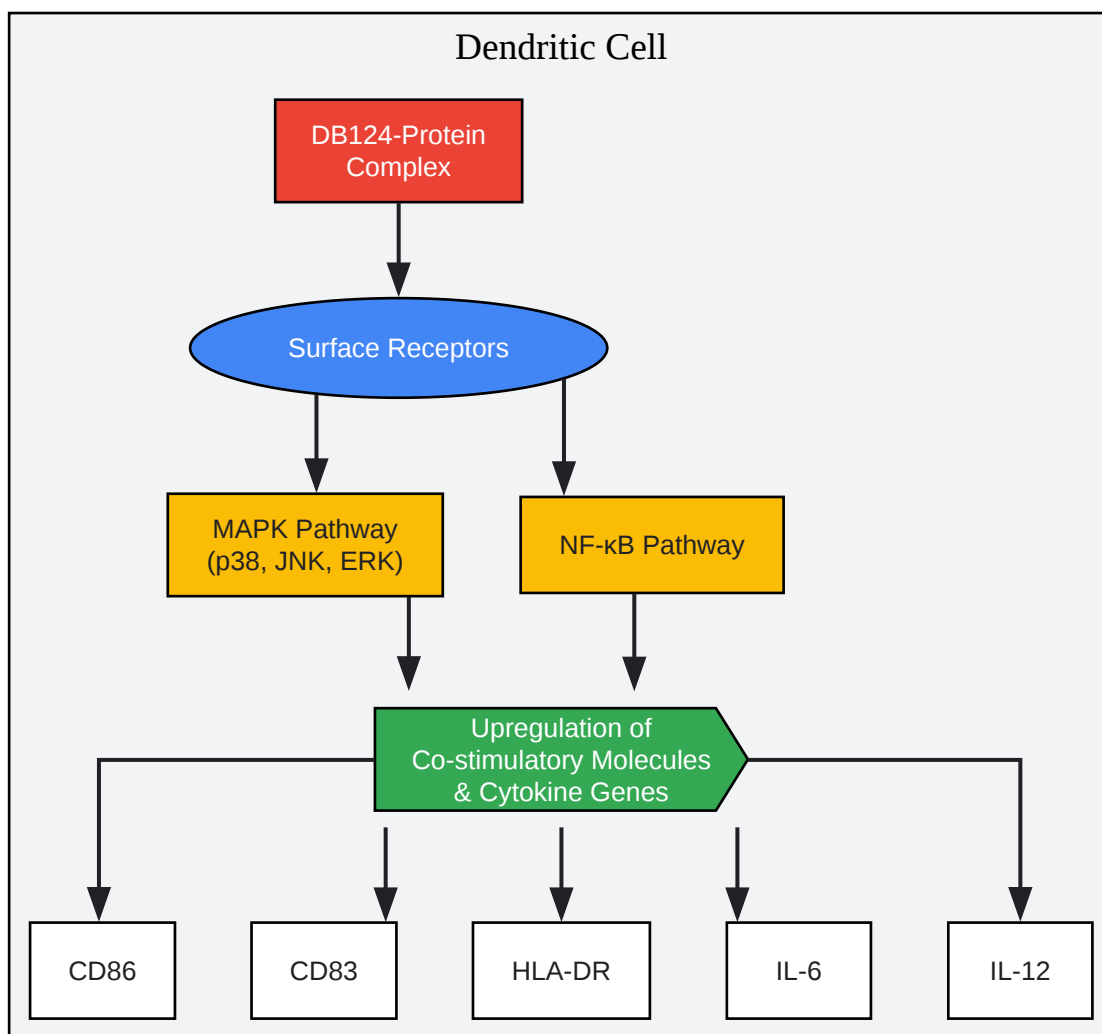 Dendritic Cell
DB124-Protein
Complex
Surface Receptors
MAPK Pathway
(p38, JNK, ERK)
NF-κB Pathway
Upregulation of
Co-stimulatory Molecules
& Cytokine Genes
CD86
CD83
HLA-DR
IL-6
IL-12